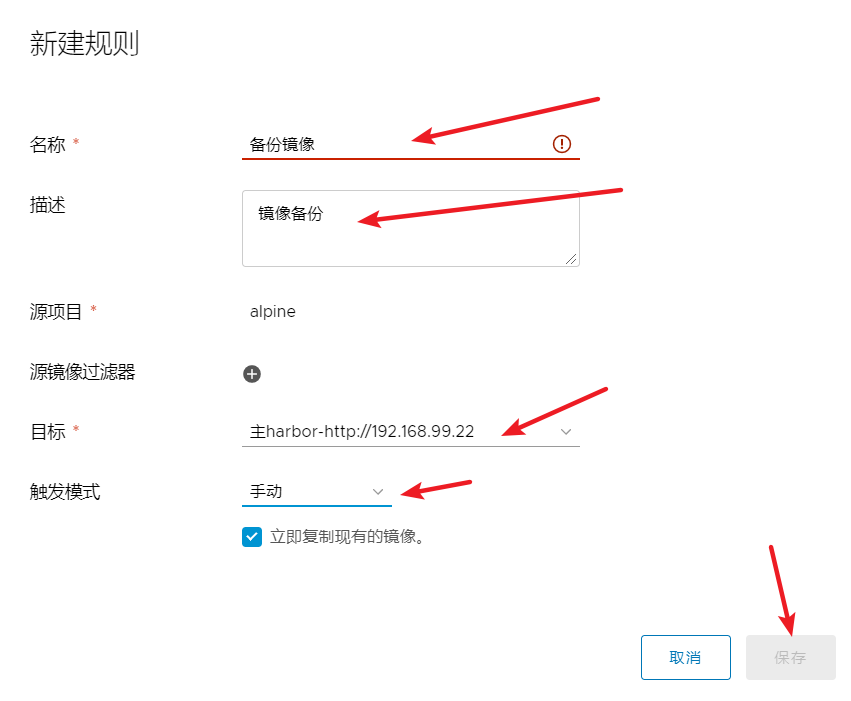 新建规则
名称 *
备份镜像
描述
镜像备份
源项目 *
alpine
源镜像过滤器
目标 *
主harbor-http://192.168.99.22
触发模式
手动
立即复制现有的镜像。
取消
保存